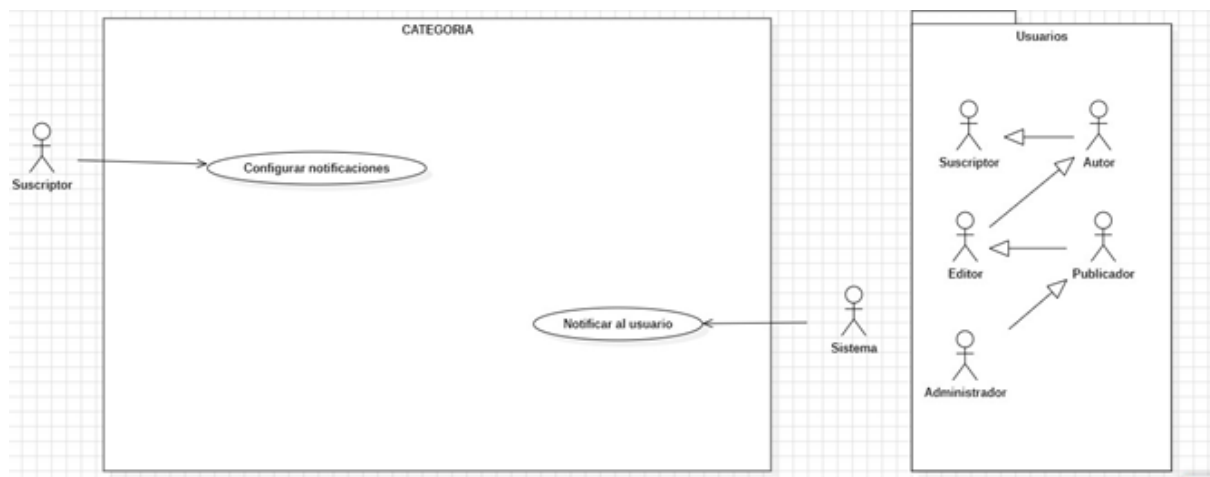 CATEGORIA
Usuarios
Suscriptor
Configurar notificaciones
Notificar al usuario
Sistema
Suscriptor
Autor
Editor
Publicador
Administrador